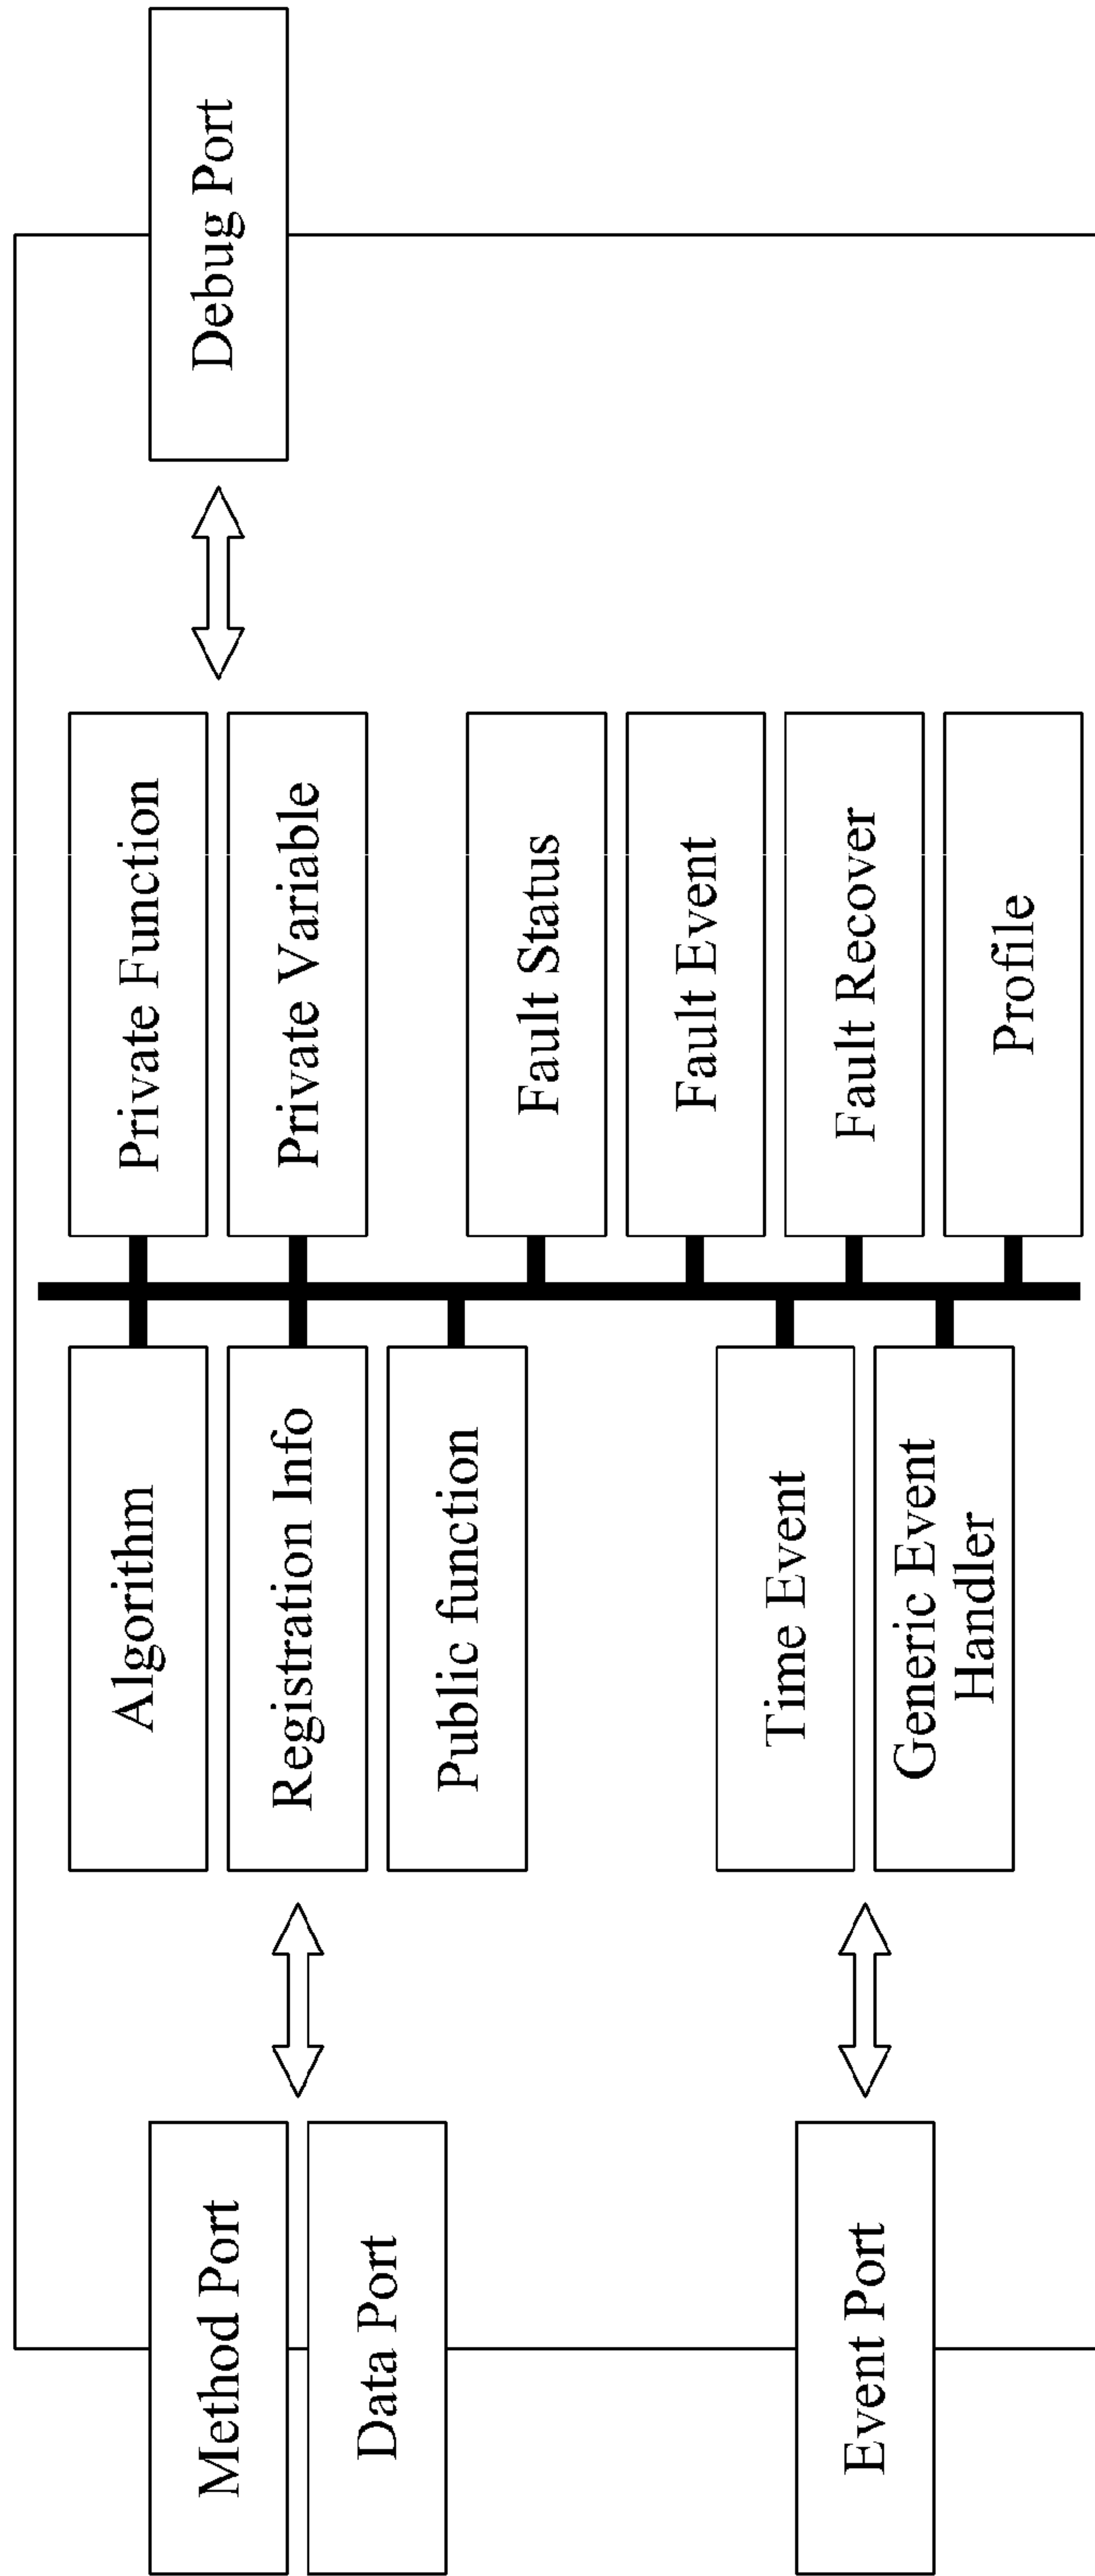 Method Port
Data Port
Event Port
Algorithm
Registration Info
Public function
Time Event
Generic Event
Handler
Private Function
Private Variable
Fault Status
Fault Event
Fault Recover
Profile
Debug Port